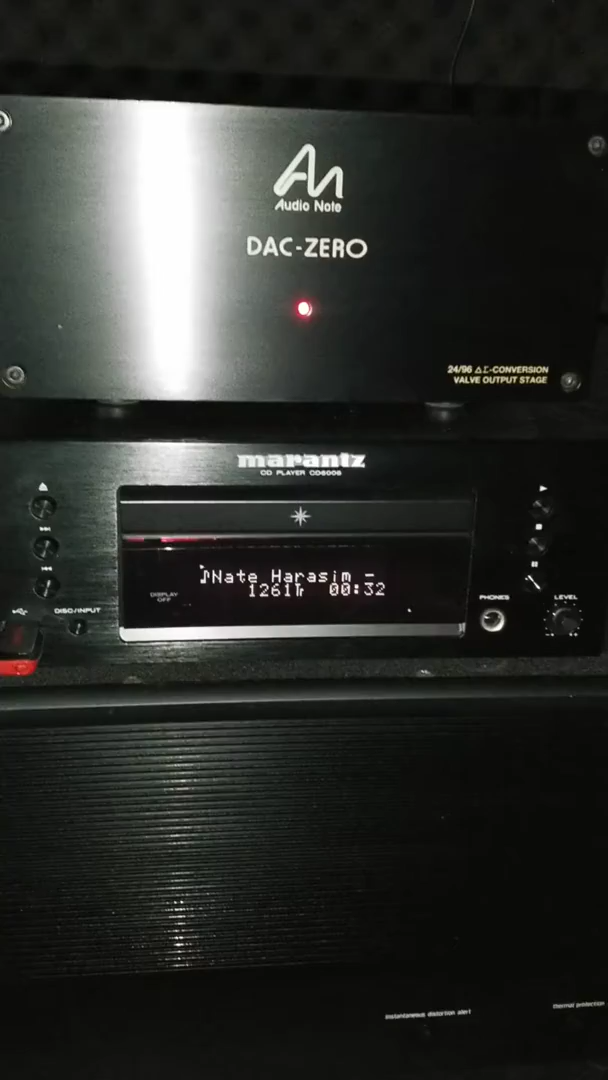 Audio Note
DAC-ZERO
24/96 ΔΣ-CONVERSION
VALVE OUTPUT STAGE
marantz
CD PLAYER CD6006
♪Nate Harasim -
1261Tr 00:32
DISPLAY
OFF
DISC/INPUT
PHONES
LEVEL
instantaneous distortion alert
thermal protection